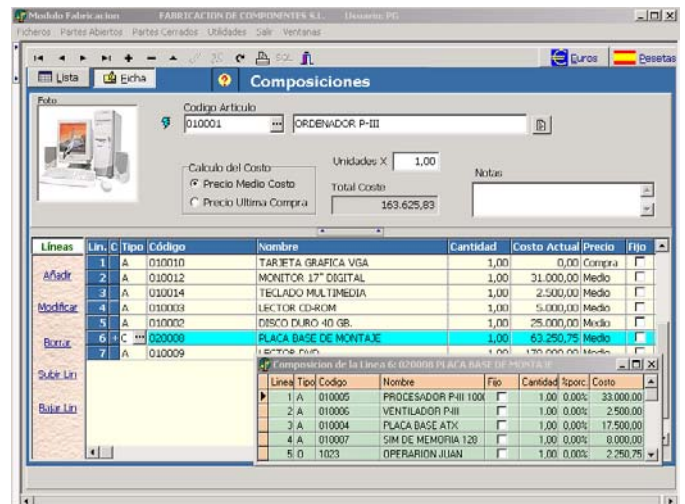 Modulo Fabricacion FABRICACION DE COMPONENTES S.L. Usuario: PG
Ficheros Partes Abiertos Partes Cerrados Utilidades Salir Ventanas
SQL Euros Pesetas
Lista Ficha Composiciones
Foto
Codigo Articulo
010001 ORDENADOR P-III
Calculo del Costo
Precio Medio Costo
Precio Ultima Compra
Unidades X 1,00
Total Coste
163.625,83
Notas
Líneas Lin. C Tipo Código Nombre Cantidad Costo Actual Precio Fijo
1 A 010010 TARJETA GRAFICA VGA 1,00 0,00 Compra
Añadir
2 A 010012 MONITOR 17" DIGITAL 1,00 31.000,00 Medio
3 A 010014 TECLADO MULTIMEDIA 1,00 2.500,00 Medio
Modificar
4 A 010003 LECTOR CD-ROM 1,00 5.000,00 Medio
5 A 010002 DISCO DURO 40 GB. 1,00 25.000,00 Medio
Borrar
6 + C 020008 PLACA BASE DE MONTAJE 1,00 63.250,75 Medio
7 A 010009 LECTOR DVD 1,00 Medio
Subir Lin
Bajar Lin
Composicion de la Linea 6: 020008 PLACA BASE DE MONTAJE
Linea Tipo Codigo Nombre Fijo Cantidad %porc. Costo
1 A 010005 PROCESADOR P-III 100 1,00 0,00% 33.000,00
2 A 010006 VENTILADOR P-III 1,00 0,00% 2.500,00
3 A 010004 PLACA BASE ATX 1,00 0,00% 17.500,00
4 A 010007 SIM DE MEMORIA 128 1,00 0,00% 8.000,00
5 O 1023 OPERARION JUAN 1,00 0,00% 2.250,75